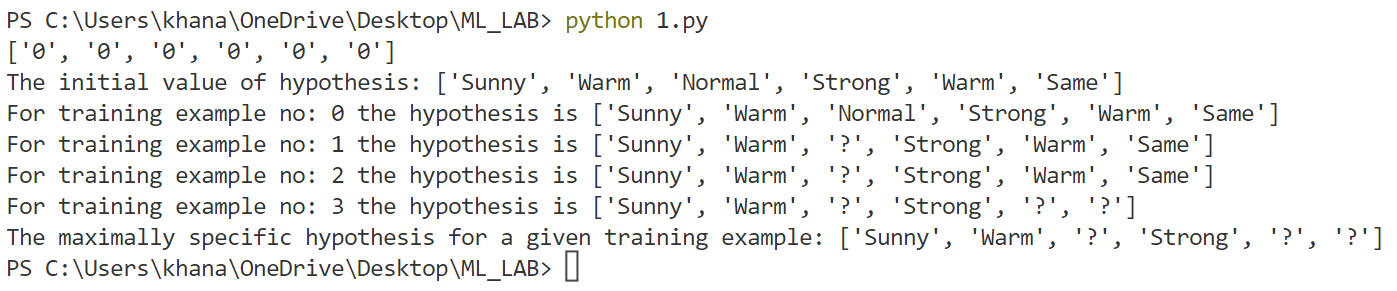 PS C:\Users\khana\OneDrive\Desktop\ML_LAB> python 1.py
['0', '0', '0', '0', '0', '0']
The initial value of hypothesis: ['Sunny', 'Warm', 'Normal', 'Strong', 'Warm', 'Same']
For training example no: 0 the hypothesis is ['Sunny', 'Warm', 'Normal', 'Strong', 'Warm', 'Same']
For training example no: 1 the hypothesis is ['Sunny', 'Warm', '?', 'Strong', 'Warm', 'Same']
For training example no: 2 the hypothesis is ['Sunny', 'Warm', '?', 'Strong', 'Warm', 'Same']
For training example no: 3 the hypothesis is ['Sunny', 'Warm', '?', 'Strong', '?', '?']
The maximally specific hypothesis for a given training example: ['Sunny', 'Warm', '?', 'Strong', '?', '?']
PS C:\Users\khana\OneDrive\Desktop\ML_LAB>